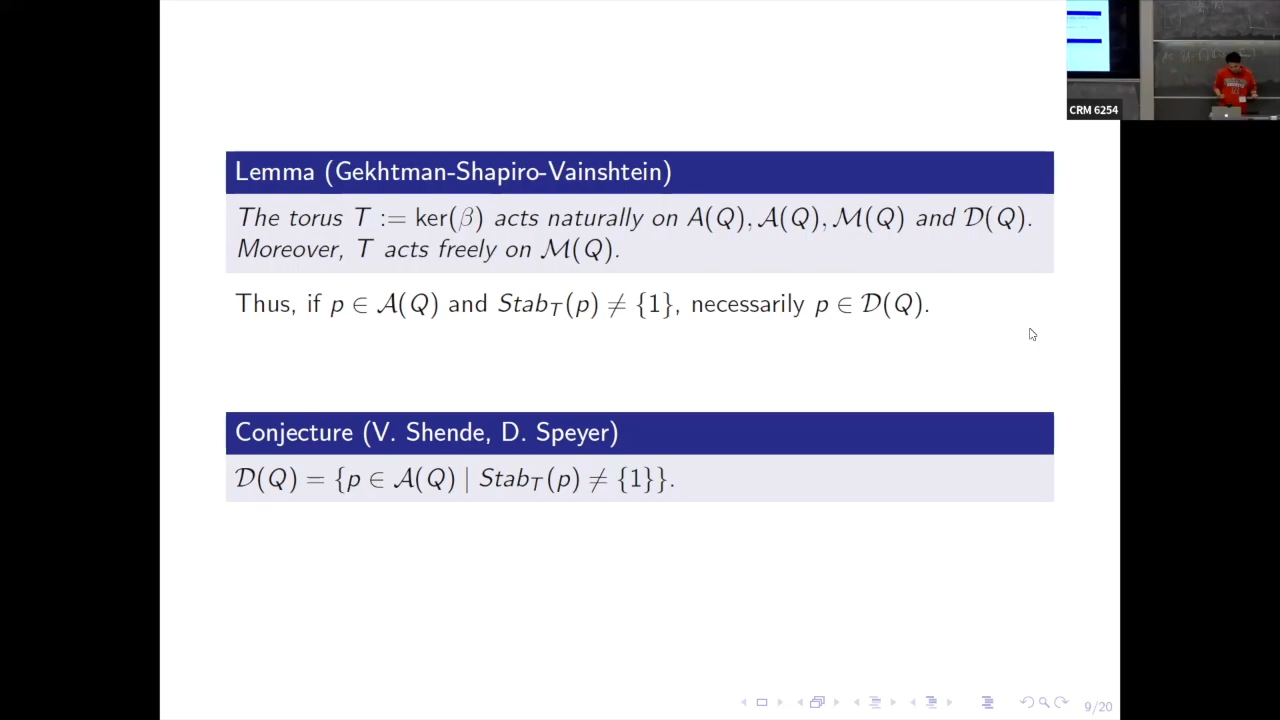 CRM 6254
Lemma (Gekhtman-Shapiro-Vainshtein)
The torus T := ker(β) acts naturally on A(Q), 𝒜(Q), ℳ(Q) and 𝒟(Q).
Moreover, T acts freely on ℳ(Q).
Thus, if p ∈ 𝒜(Q) and Stab_T(p) ≠ {1}, necessarily p ∈ 𝒟(Q).
Conjecture (V. Shende, D. Speyer)
𝒟(Q) = {p ∈ 𝒜(Q) | Stab_T(p) ≠ {1}}.
9/20